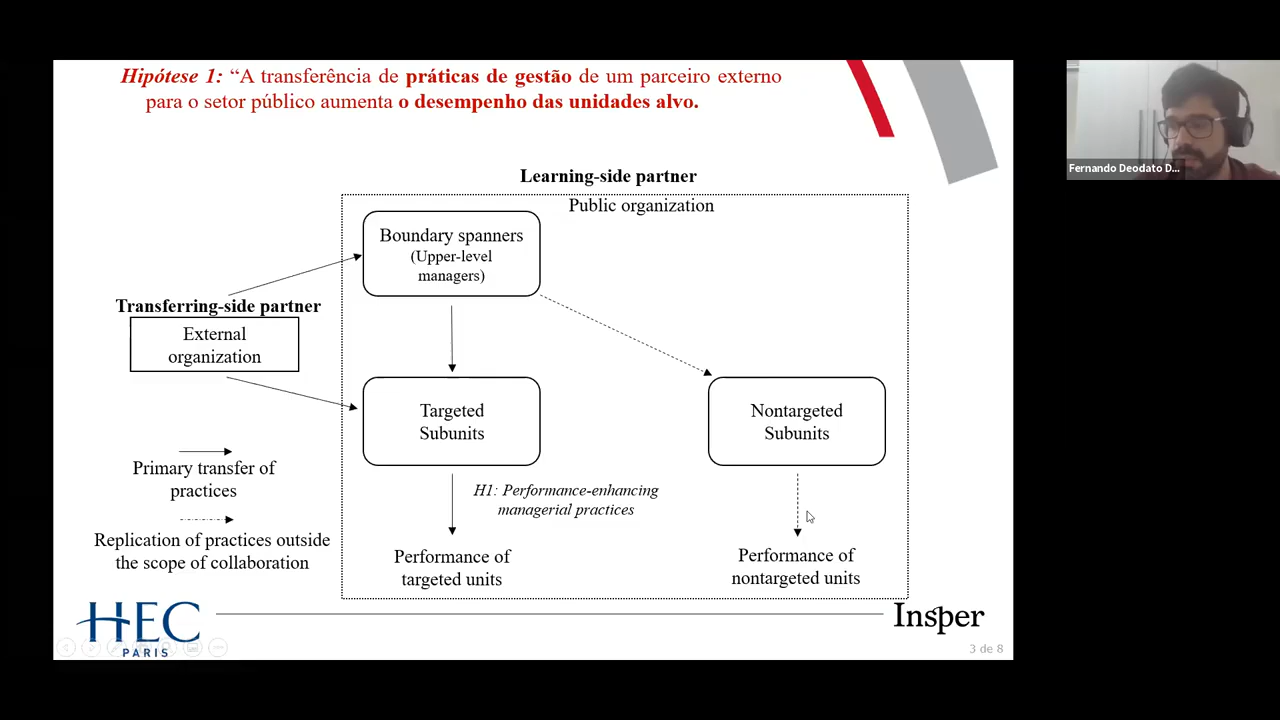 Hipótese 1: “A transferência de práticas de gestão de um parceiro externo
para o setor público aumenta o desempenho das unidades alvo.
Fernando Deodato D...
Learning-side partner
Public organization
Boundary spanners
(Upper-level
managers)
Transferring-side partner
External
organization
Targeted
Subunits
Nontargeted
Subunits
Primary transfer of
practices
H1: Performance-enhancing
managerial practices
Replication of practices outside
the scope of collaboration
Performance of
targeted units
Performance of
nontargeted units
HEC
PARIS
Insper
3 de 8